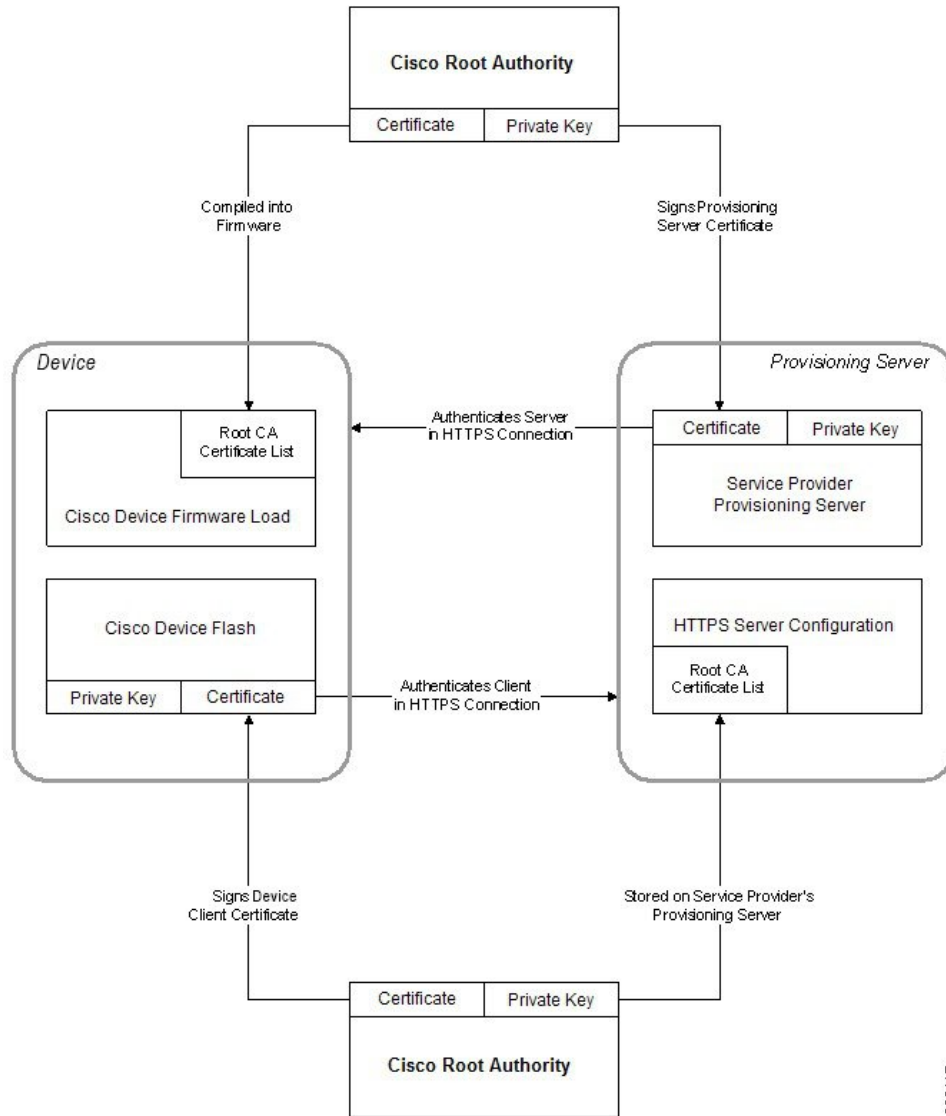 Cisco Root Authority
Certificate
Private Key
Compiled into
Firmware
Signs Provisioning
Server Certificate
Device
Provisioning Server
Root CA
Certificate List
Cisco Device Firmware Load
Authenticates Server
in HTTPS Connection
Certificate
Private Key
Service Provider
Provisioning Server
Cisco Device Flash
Private Key
Certificate
Authenticates Client
in HTTPS Connection
HTTPS Server Configuration
Root CA
Certificate List
Signs Device
Client Certificate
Stored on Service Provider's
Provisioning Server
Certificate
Private Key
Cisco Root Authority